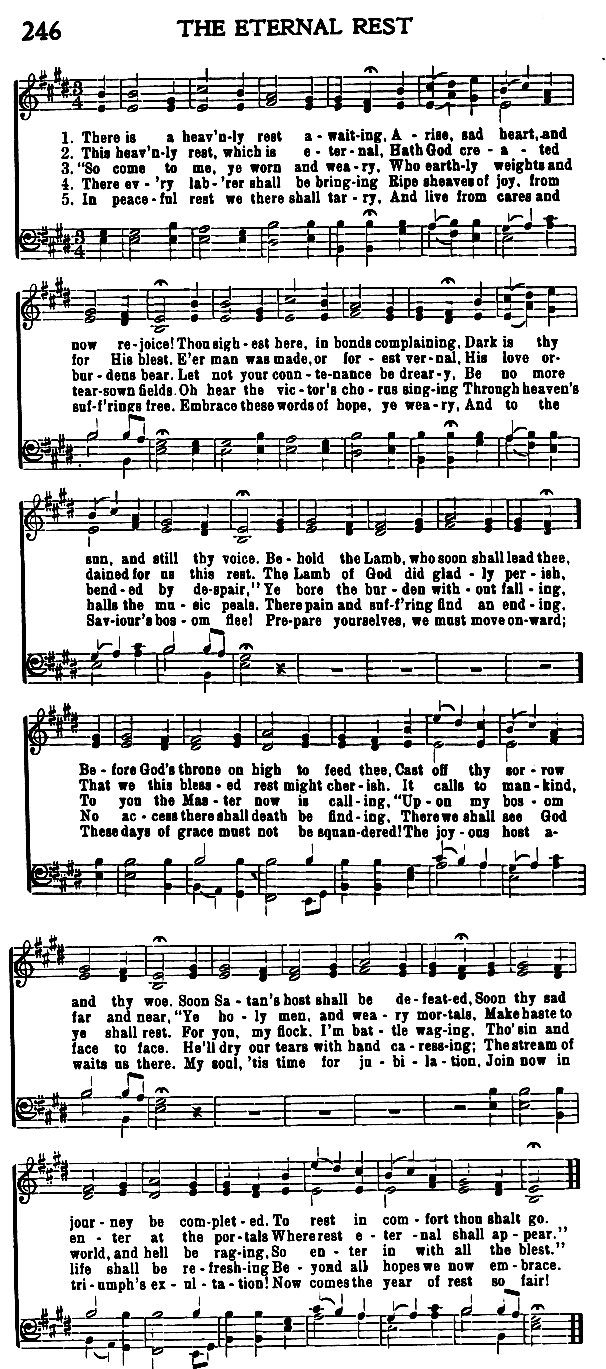 246 THE ETERNAL REST
3 4
1. There is a heav'n-ly rest a-wait-ing, A-rise, sad heart, and
2. This heav'n-ly rest, which is e-ter-nal, Hath God cre-a-ted
3. "So come to me, ye worn and wea-ry, Who earth-ly weights and
4. There ev-'ry lab-'rer shall be bring-ing Ripe sheaves of joy, from
5. In peace-ful rest we there shall tar-ry, And live from cares and
3 4
now re-joice! Thou sigh-est here, in bonds complaining, Dark is thy
for His blest. E'er man was made, or for-est ver-nal, His love or-
bur-dens bear. Let not your coun-te-nance be drear-y, Be no more
tear-sown fields. Oh hear the vic-tor's cho-rus sing-ing Through heaven's
suf-f'rings free. Embrace these words of hope, ye wea-ry, And to the
sun, and still thy voice. Be-hold the Lamb, who soon shall lead thee,
dained for us this rest. The Lamb of God did glad-ly per-ish,
bend-ed by de-spair," Ye bore the bur-den with-out fall-ing,
halls the mu-sic peals. There pain and suf-f'ring find an end-ing,
Sav-iour's bos-om flee! Pre-pare yourselves, we must move on-ward;
Be-fore God's throne on high to feed thee, Cast off thy sor-row
That we this bless-ed rest might cher-ish. It calls to man-kind,
To you the Mas-ter now is call-ing, "Up-on my bos-om
No ac-cess there shall death be find-ing, There we shall see God
These days of grace must not be squan-dered! The joy-ous host a-
and thy woe. Soon Sa-tan's host shall be de-feat-ed, Soon thy sad
far and near, "Ye ho-ly men, and wea-ry mor-tals, Make haste to
ye shall rest. For you, my flock, I'm bat-tle wag-ing, Tho' sin and
face to face. He'll dry our tears with hand ca-ress-ing; The stream of
waits us there. My soul, 'tis time for ju-bi-la-tion, Join now in
jour-ney be com-plet-ed. To rest in com-fort thou shalt go.
en-ter at the por-tals Where rest e-ter-nal shall ap-pear."
world, and hell be rag-ing, So en-ter in with all the blest."
life shall be re-fresh-ing Be-yond all hopes we now em-brace.
tri-umph's ex-ul-ta-tion! Now comes the year of rest so fair!